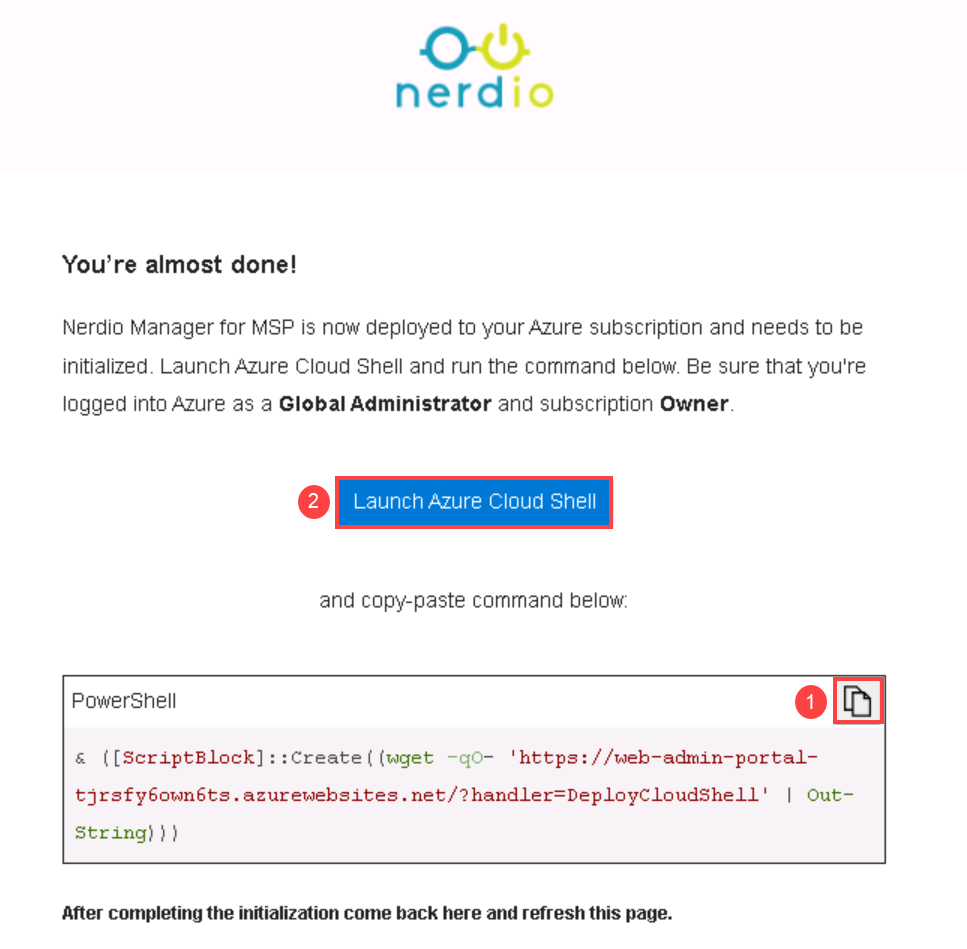 nerdio
You're almost done!
Nerdio Manager for MSP is now deployed to your Azure subscription and needs to be
initialized. Launch Azure Cloud Shell and run the command below. Be sure that you're
logged into Azure as a Global Administrator and subscription Owner.
2 Launch Azure Cloud Shell
and copy-paste command below:
PowerShell 1
& ([ScriptBlock]::Create((wget -qO- 'https://web-admin-portal-
tjrsfy6own6ts.azurewebsites.net/?handler=DeployCloudShell' | Out-
String)))
After completing the initialization come back here and refresh this page.